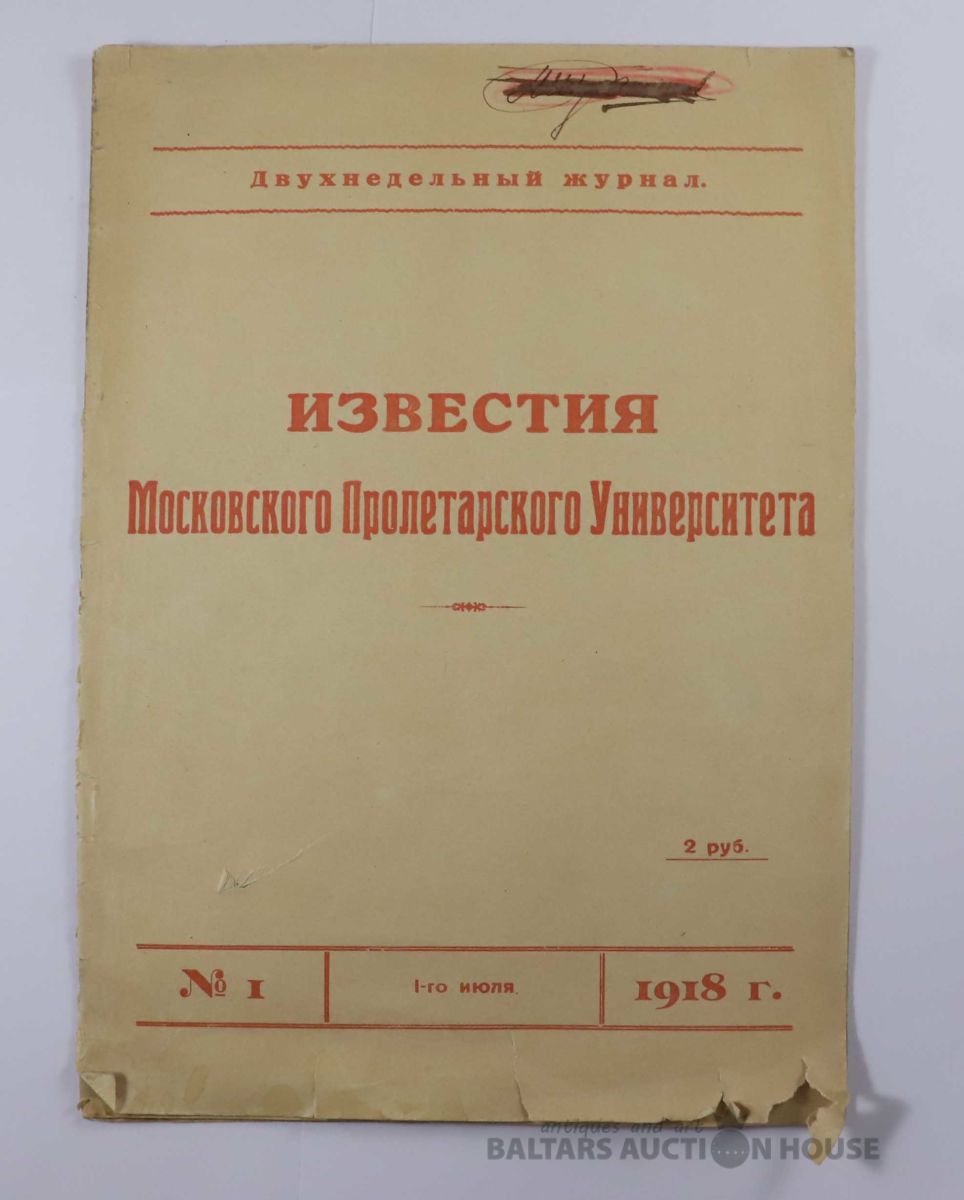 Двухнедельный журнал.
ИЗВЕСТИЯ
Московского Пролетарского Университета
2 руб.
№ 1
1-го июля.
1918 г.
antiques and art
BALTARS AUCTION HOUSE